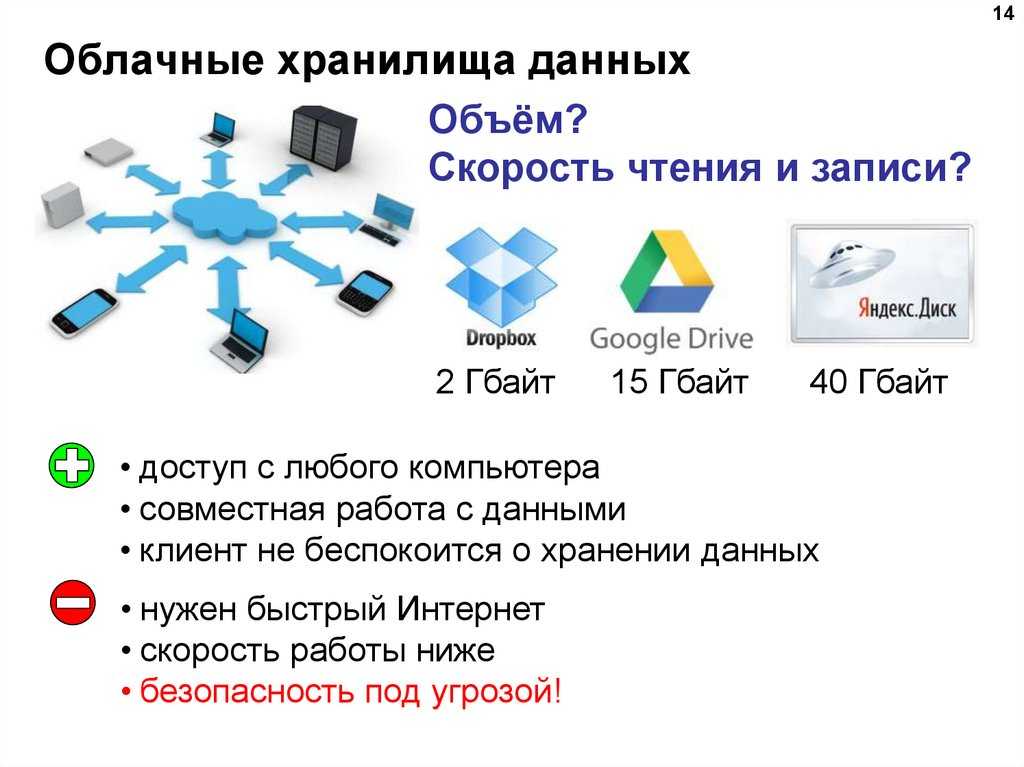 14
Облачные хранилища данных
Объём?
Скорость чтения и записи?
Dropbox
Google Drive
Яндекс.Диск
2 Гбайт
15 Гбайт
40 Гбайт
• доступ с любого компьютера
• совместная работа с данными
• клиент не беспокоится о хранении данных
• нужен быстрый Интернет
• скорость работы ниже
• безопасность под угрозой!